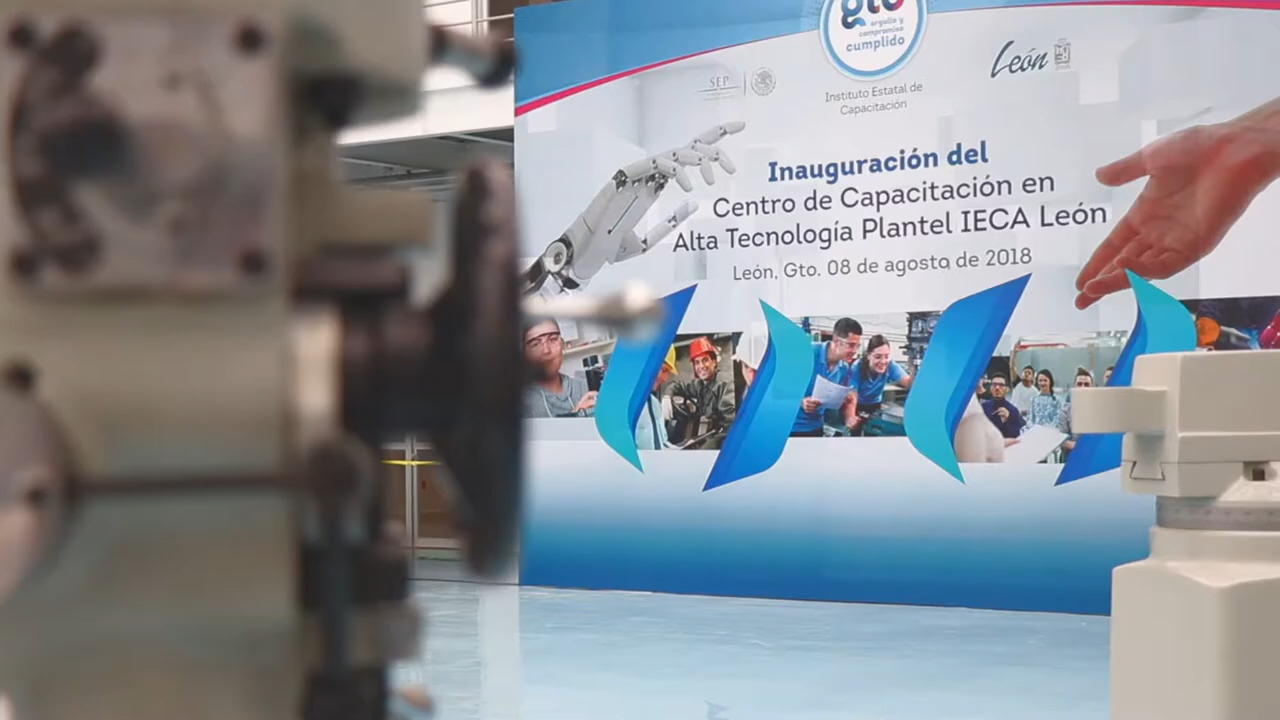 gto
orgullo y
compromiso
cumplido
SEP
León
Instituto Estatal de
Capacitación
Inauguración del
Centro de Capacitación en
Alta Tecnología Plantel IECA León
León, Gto. 08 de agosto de 2018